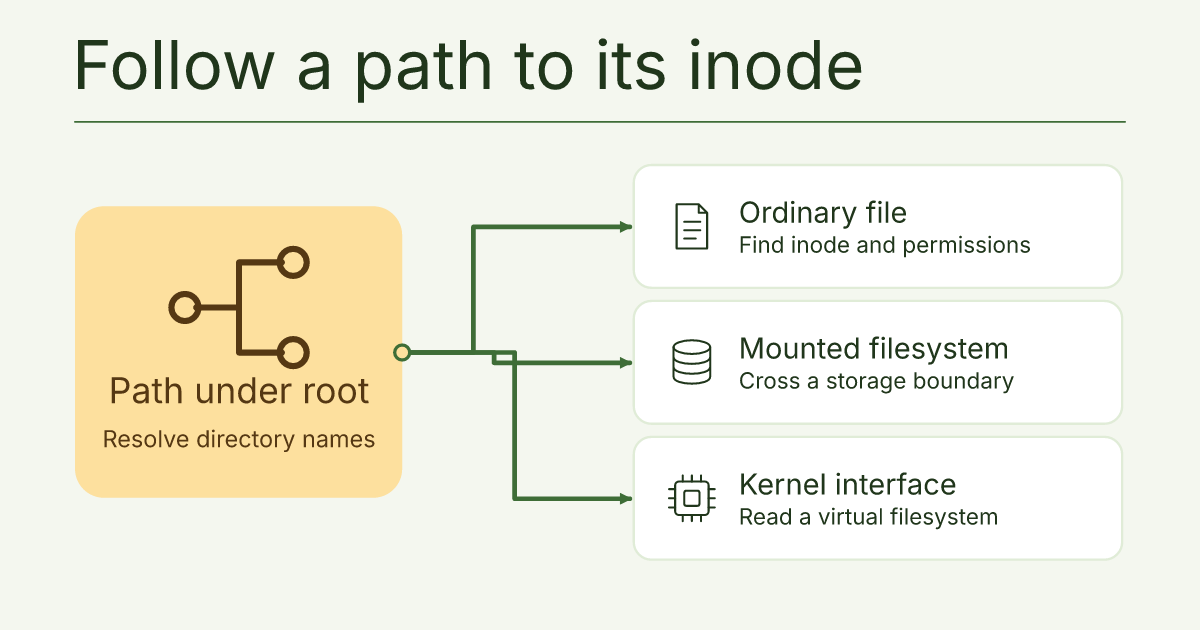 Follow a path to its inode
Path under root
Resolve directory names
Ordinary file
Find inode and permissions
Mounted filesystem
Cross a storage boundary
Kernel interface
Read a virtual filesystem